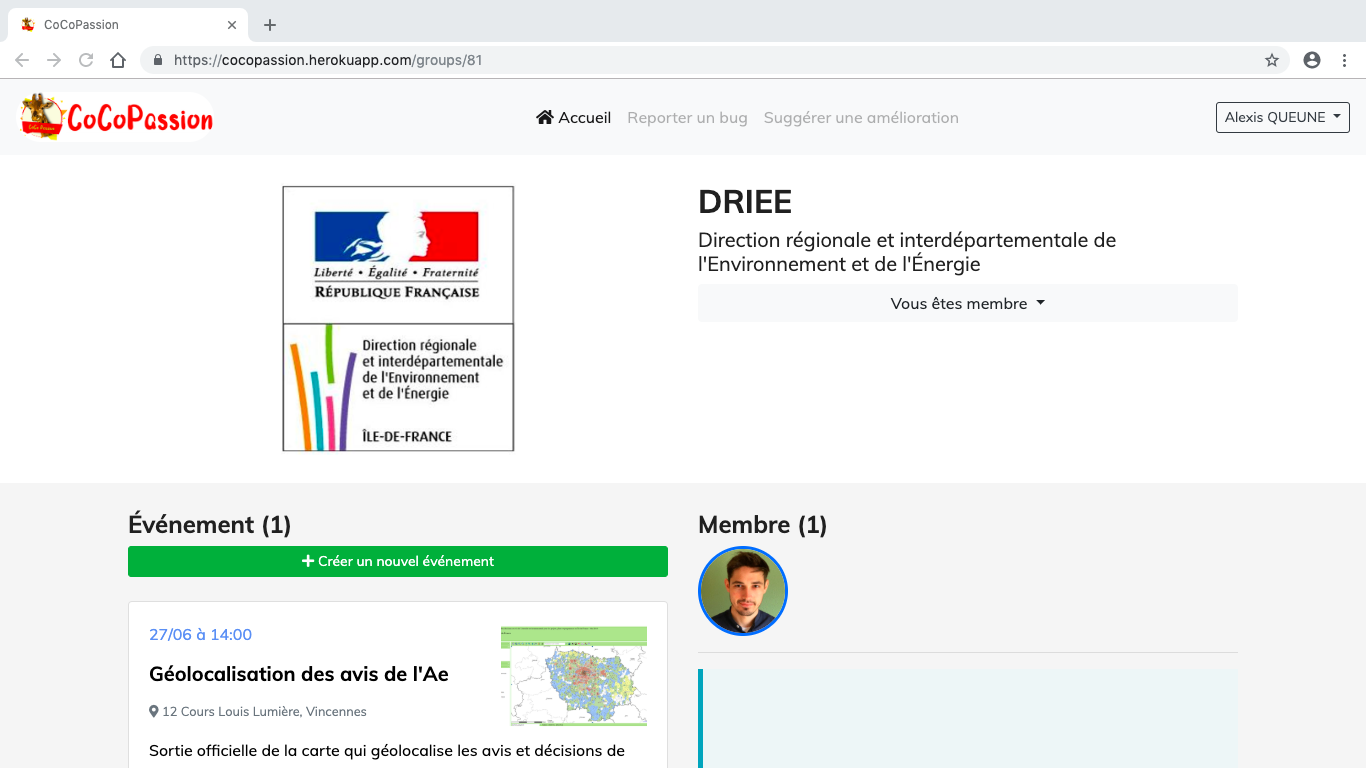 CoCoPassion
https://cocopassion.herokuapp.com/groups/81
CoCoPassion
Accueil
Reporter un bug
Suggérer une amélioration
Alexis QUEUNE
Liberté • Égalité • Fraternité
RÉPUBLIQUE FRANÇAISE
Direction régionale
et interdépartementale
de l'Environnement
et de l'Énergie
ÎLE-DE-FRANCE
DRIEE
Direction régionale et interdépartementale de
l'Environnement et de l'Énergie
Vous êtes membre
Événement (1)
Créer un nouvel événement
27/06 à 14:00
Géolocalisation des avis de l'Ae
12 Cours Louis Lumière, Vincennes
Sortie officielle de la carte qui géolocalise les avis et décisions de
Membre (1)